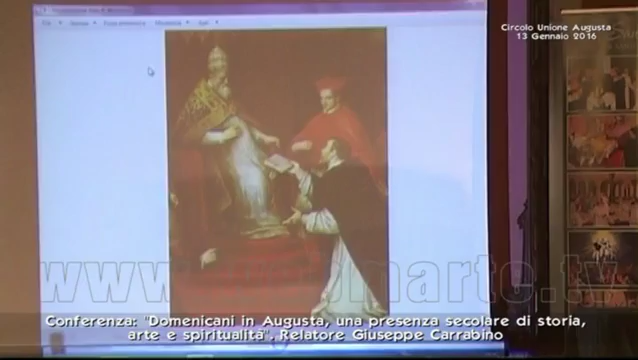 Circolo Unione Augusta
13 Gennaio 2016
Conferenza: "Domenicani in Augusta, una presenza secolare di storia,
arte e spiritualità". Relatore Giuseppe Carrabino